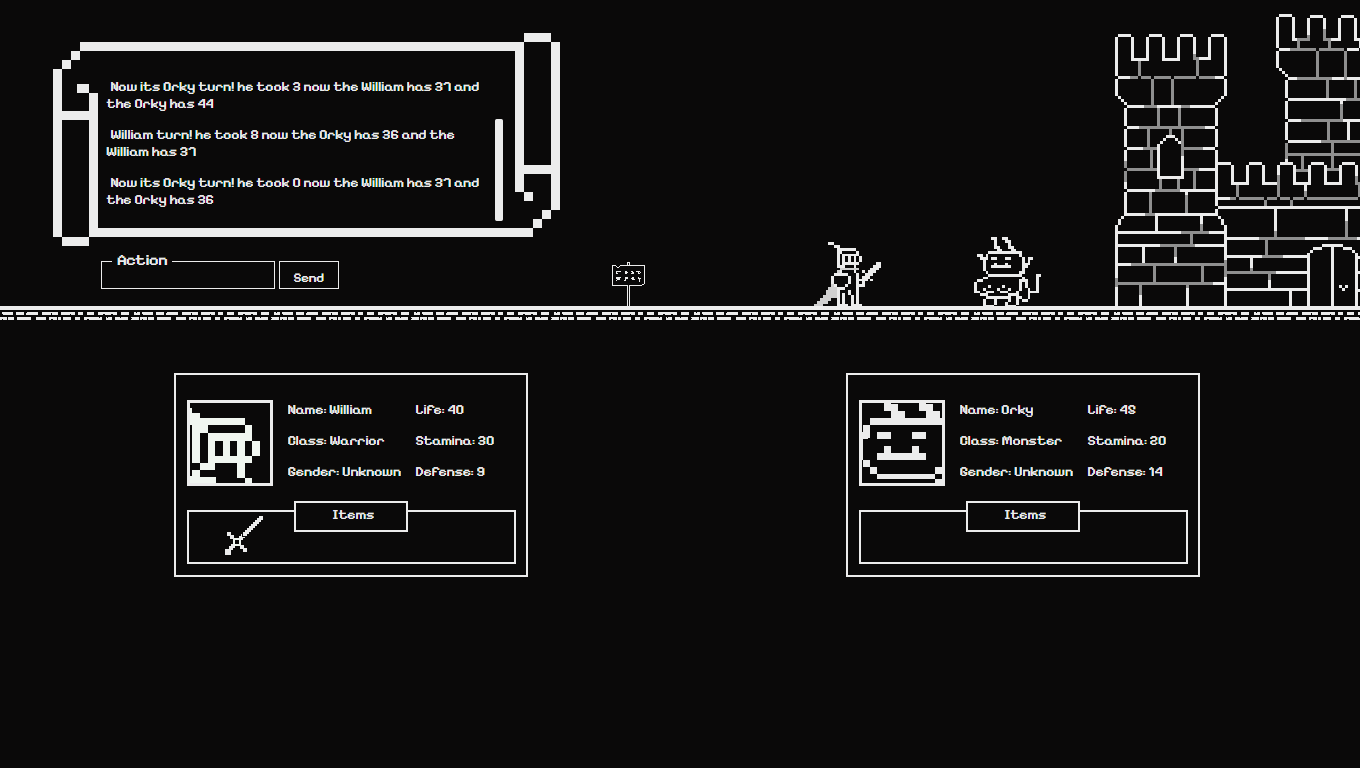 Now its Orky turn! he took 3 now the William has 37 and
the Orky has 44
William turn! he took 8 now the Orky has 36 and the
William has 37
Now its Orky turn! he took 0 now the William has 37 and
the Orky has 36
Action
Send
Name: William
Life: 40
Class: Warrior
Stamina: 30
Gender: Unknown
Defense: 9
Items
Name: Orky
Life: 48
Class: Monster
Stamina: 20
Gender: Unknown
Defense: 14
Items